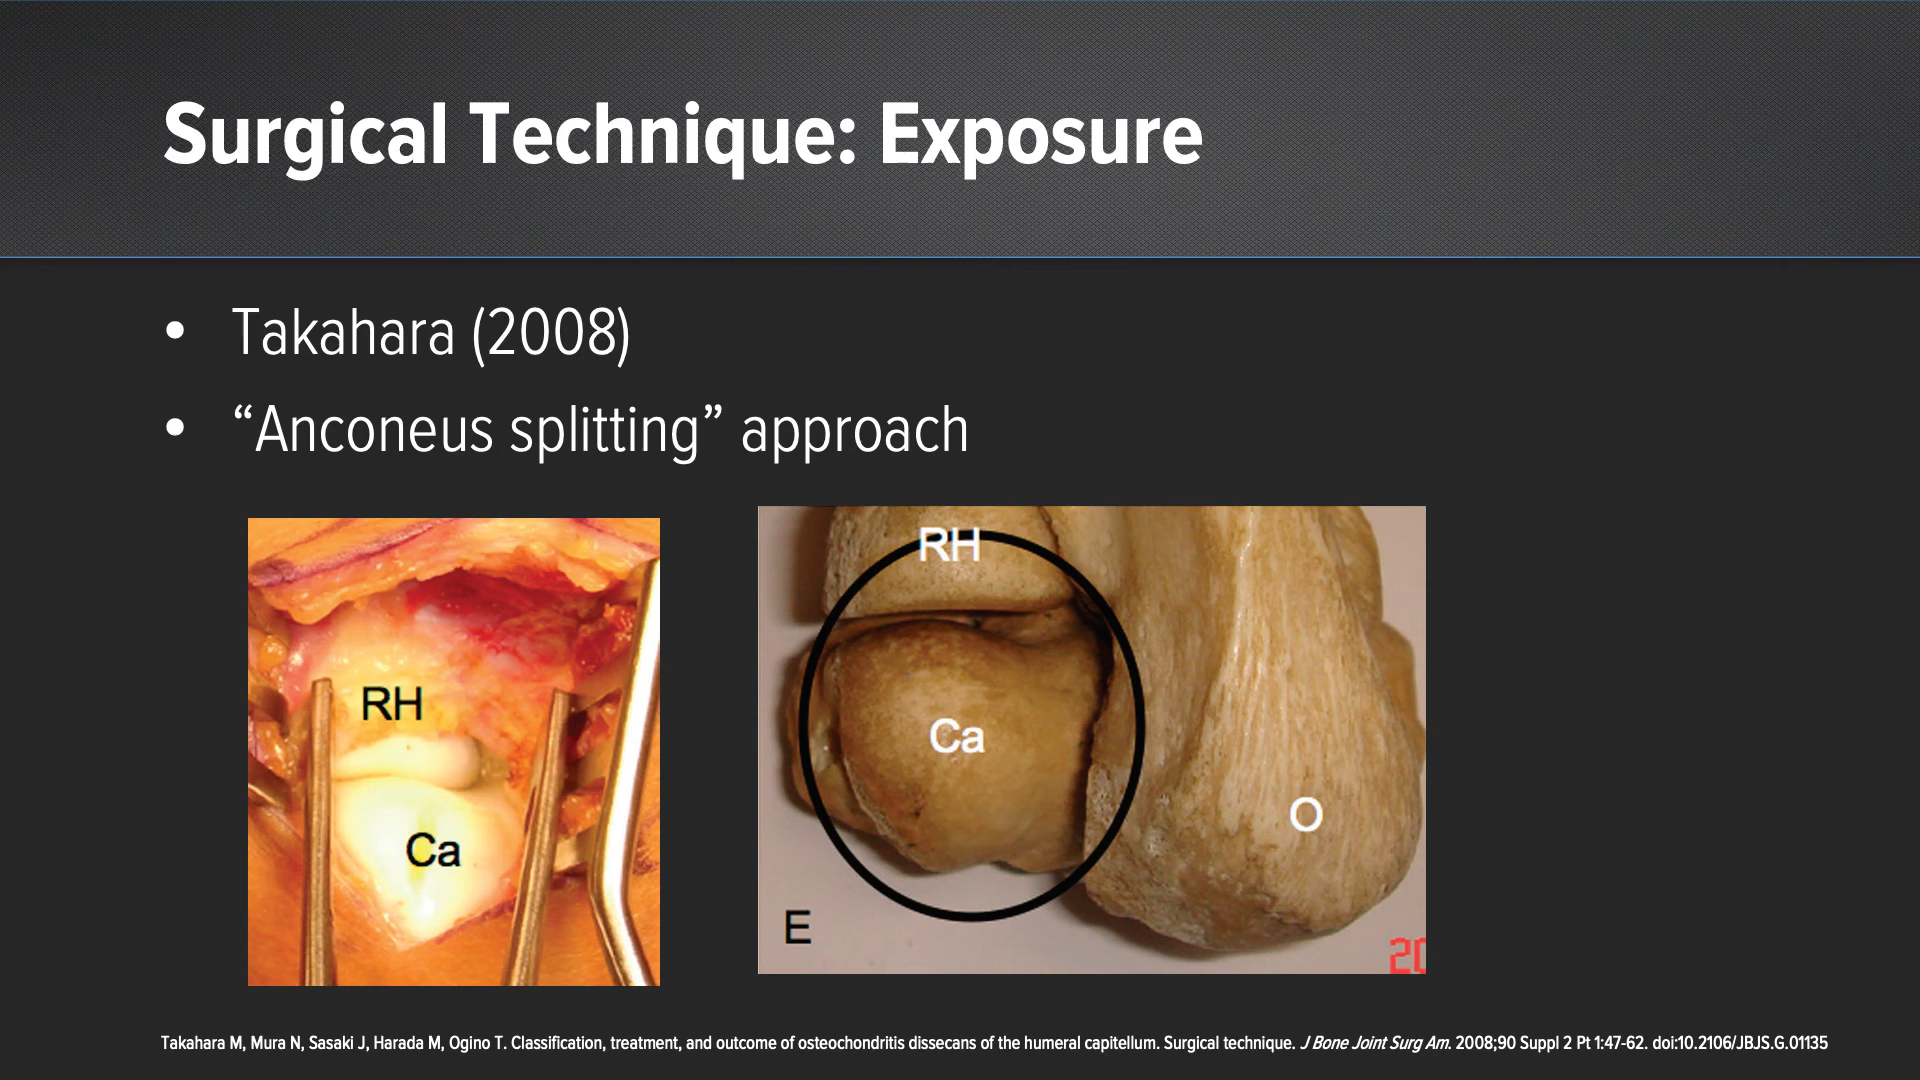 Surgical Technique: Exposure
• Takahara (2008)
• “Anconeus splitting” approach
RH
Ca
RH
Ca
O
E
20
Takahara M, Mura N, Sasaki J, Harada M, Ogino T. Classification, treatment, and outcome of osteochondritis dissecans of the humeral capitellum. Surgical technique. J Bone Joint Surg Am. 2008;90 Suppl 2 Pt 1:47-62. doi:10.2106/JBJS.G.01135